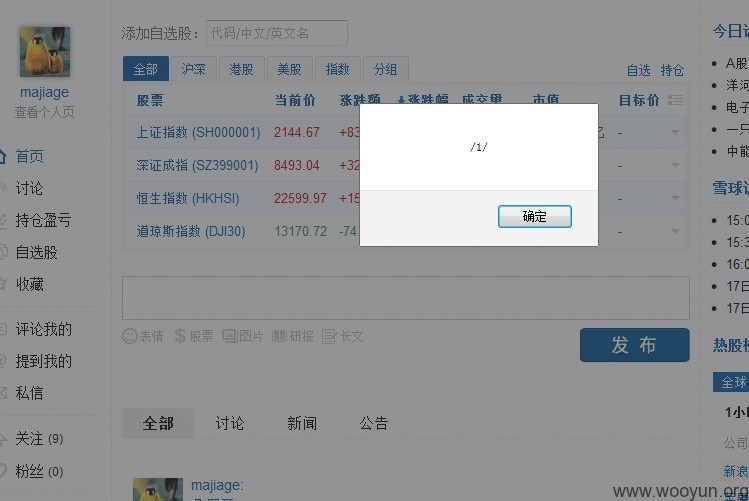 添加自选股： 代码/中文/英文名
majiage
查看个人页
全部 沪深 港股 美股 指数 分组 自选 持仓
股票 当前价 涨跌额 涨跌幅 成交量 市值 目标价
上证指数 (SH000001) 2144.67 +83 -
深证成指 (SZ399001) 8493.04 +32 -
恒生指数 (HKHSI) 22599.97 +15 -
道琼斯指数 (DJI30) 13170.72 -74. -
/1/
确定
首页
讨论
持仓盈亏
自选股
收藏
表情 股票 图片 研报 长文
发 布
评论我的
提到我的
私信
关注 (9)
粉丝 (0)
全部 讨论 新闻 公告
majiage:
A股
洋河
电子
一只
中能
15:0
15:3
16:0
17日
17日
热股榜
全球
1小
公司
新浪
www.wooyun.org